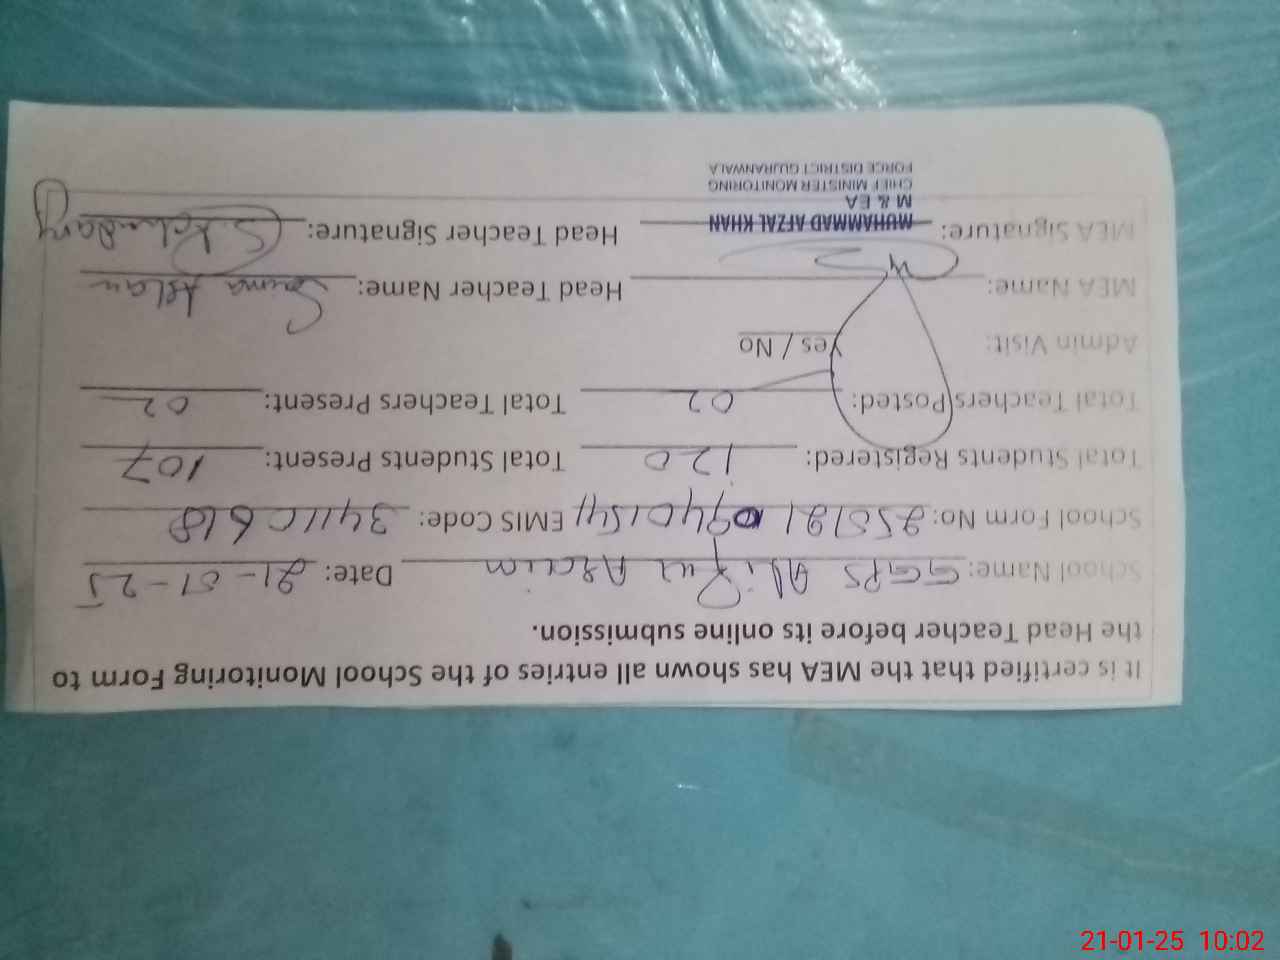 It is certified that the MEA has shown all entries of the School Monitoring Form to
the Head Teacher before its online submission.
School Name: GGPS Ali Pur Araian Date: 21-01-25
School Form No: EMIS Code: 34110618
Total Students Registered: 120 Total Students Present: 107
Total Teachers Posted: 02 Total Teachers Present: 02
Admin Visit: Yes / No
MEA Name: Head Teacher Name: Saima Aslam
MEA Signature: Head Teacher Signature:
MUHAMMAD AFZAL KHAN
M & EA
CHIEF MINISTER MONITORING
FORCE DISTRICT GUJRANWALA
21-01-25 10:02